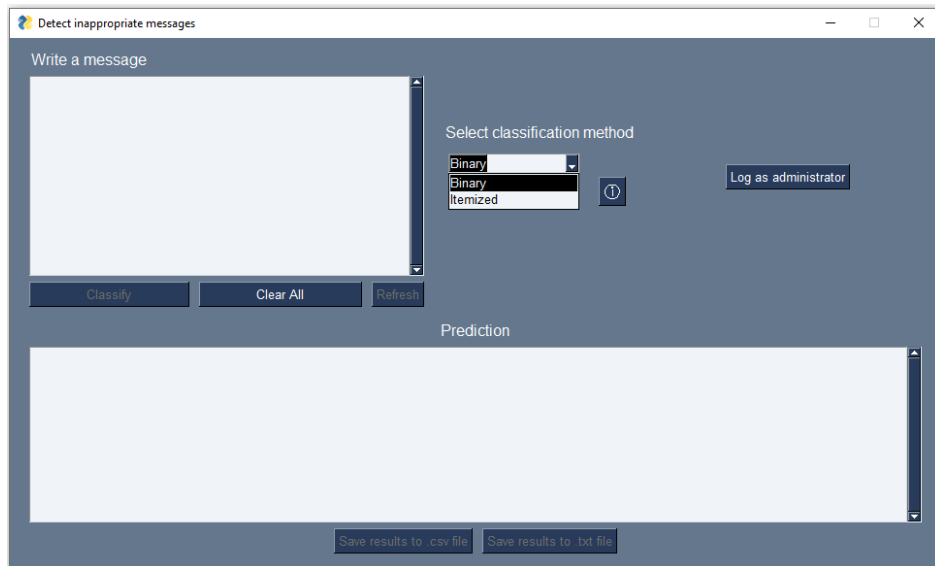 Detect inappropriate messages
Write a message
Select classification method
Binary
Binary
Itemized
Log as administrator
Classify
Clear All
Refresh
Prediction
Save results to .csv file
Save results to .txt file